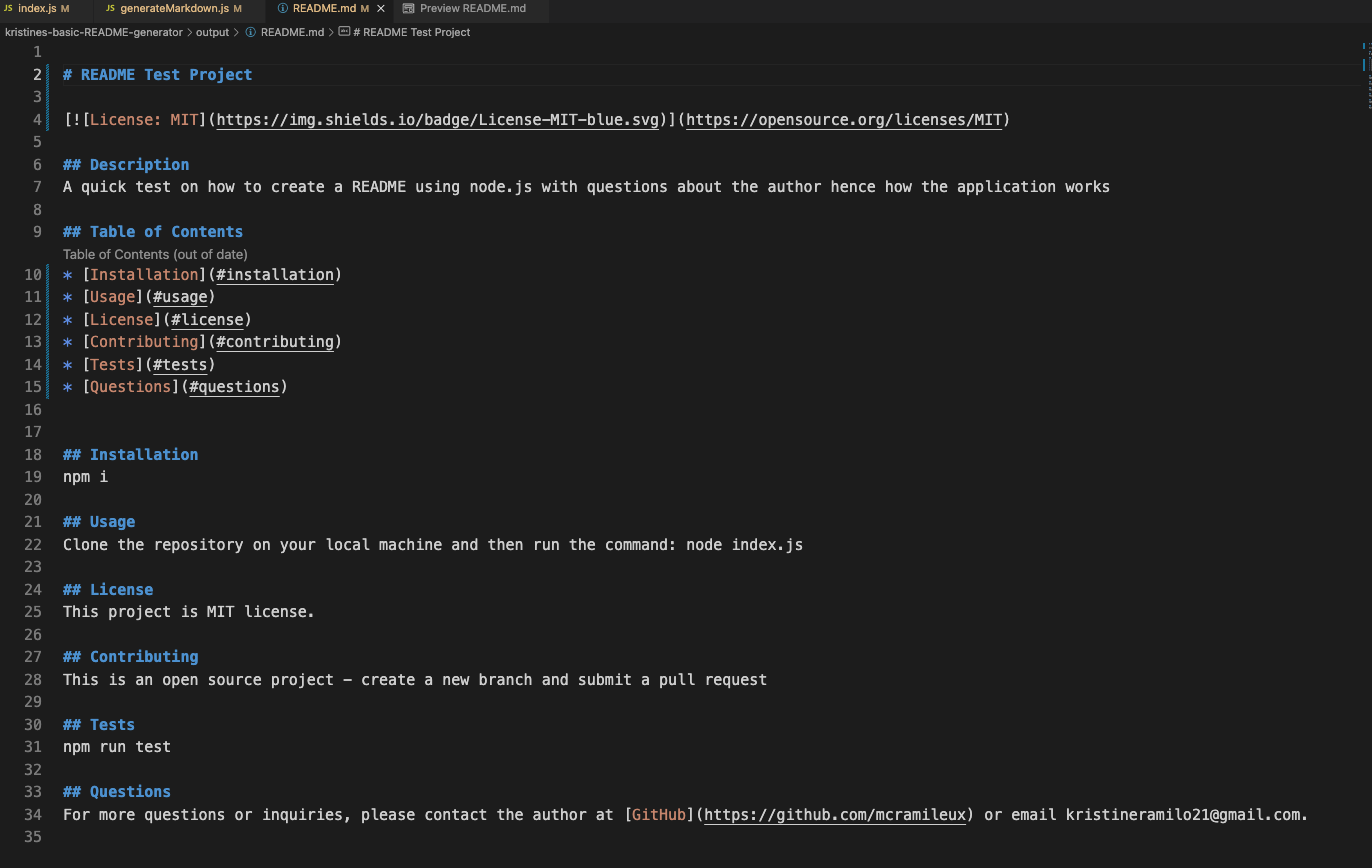 JS index.js M JS generateMarkdown.js M README.md M × Preview README.md
kristines-basic-README-generator > output > README.md > # README Test Project
1
2 # README Test Project
3
4 [![License: MIT](https://img.shields.io/badge/License-MIT-blue.svg)](https://opensource.org/licenses/MIT)
5
6 ## Description
7 A quick test on how to create a README using node.js with questions about the author hence how the application works
8
9 ## Table of Contents
Table of Contents (out of date)
10 * [Installation](#installation)
11 * [Usage](#usage)
12 * [License](#license)
13 * [Contributing](#contributing)
14 * [Tests](#tests)
15 * [Questions](#questions)
16
17
18 ## Installation
19 npm i
20
21 ## Usage
22 Clone the repository on your local machine and then run the command: node index.js
23
24 ## License
25 This project is MIT license.
26
27 ## Contributing
28 This is an open source project - create a new branch and submit a pull request
29
30 ## Tests
31 npm run test
32
33 ## Questions
34 For more questions or inquiries, please contact the author at [GitHub](https://github.com/mcramileux) or email kristineramilo21@gmail.com.
35